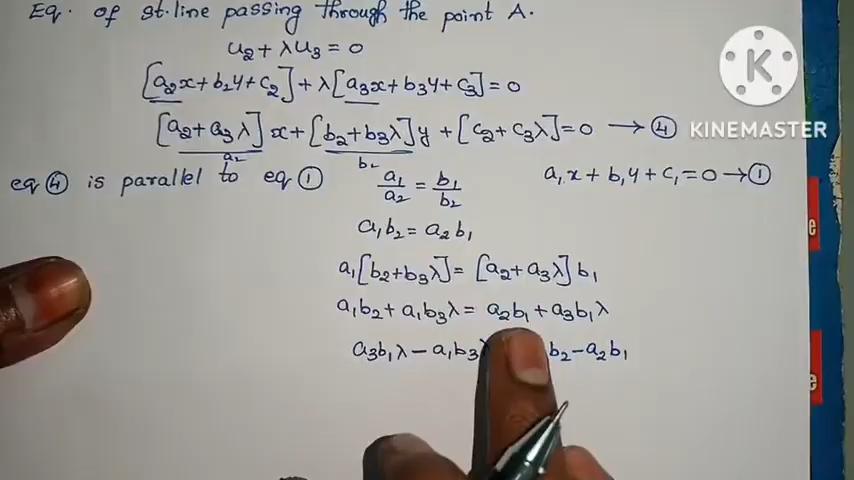 Eq. of st.line passing through the point A.
u₂ + λu₃ = 0
[a₂x+b₂y+c₂] + λ[a₃x+b₃y+c₃] = 0
[a₂+a₃λ]x + [b₂+b₃λ]y + [c₂+c₃λ] = 0 → ④
a₂ b₂
eq ④ is parallel to eq ① a₁/a₂ = b₁/b₂ a₁x + b₁y + c₁ = 0 → ①
a₁b₂ = a₂b₁
a₁[b₂+b₃λ] = [a₂+a₃λ]b₁
a₁b₂ + a₁b₃λ = a₂b₁ + a₃b₁λ
a₃b₁λ - a₁b₃ b₂ - a₂b₁
K
KINEMASTER